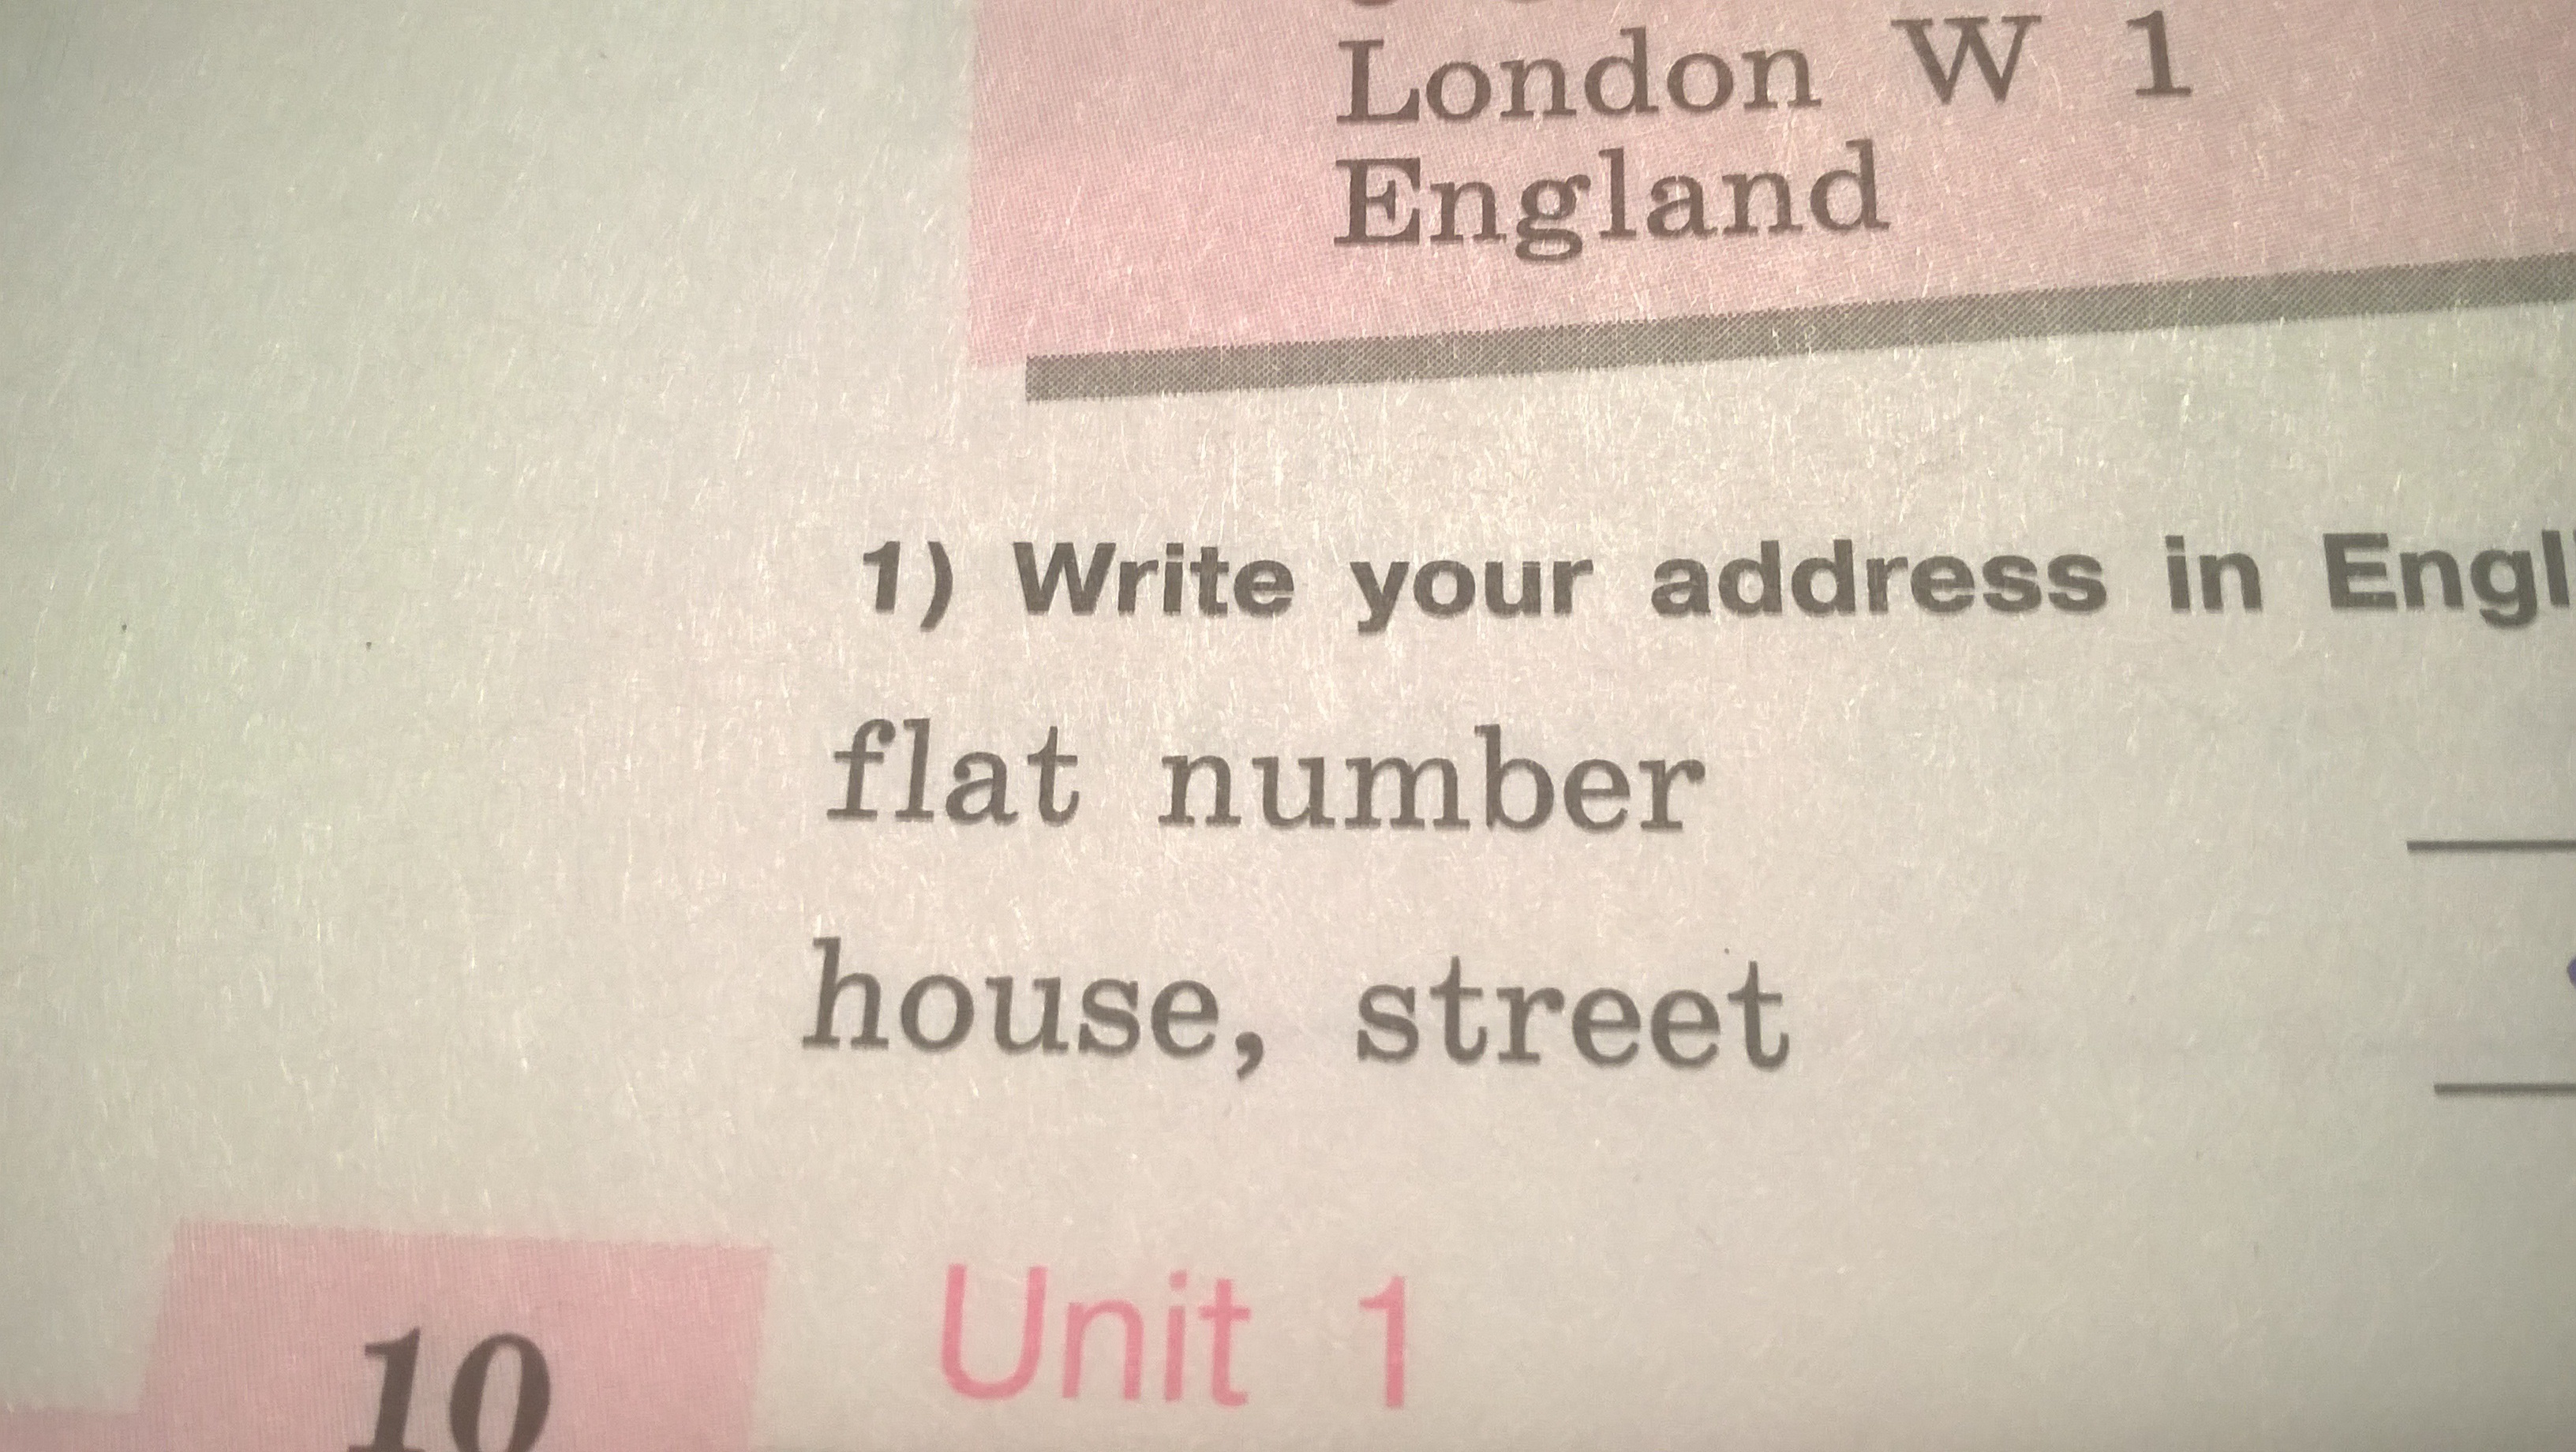 London W 1
England
1) Write your address in Engl
flat number
house, street
10 Unit 1